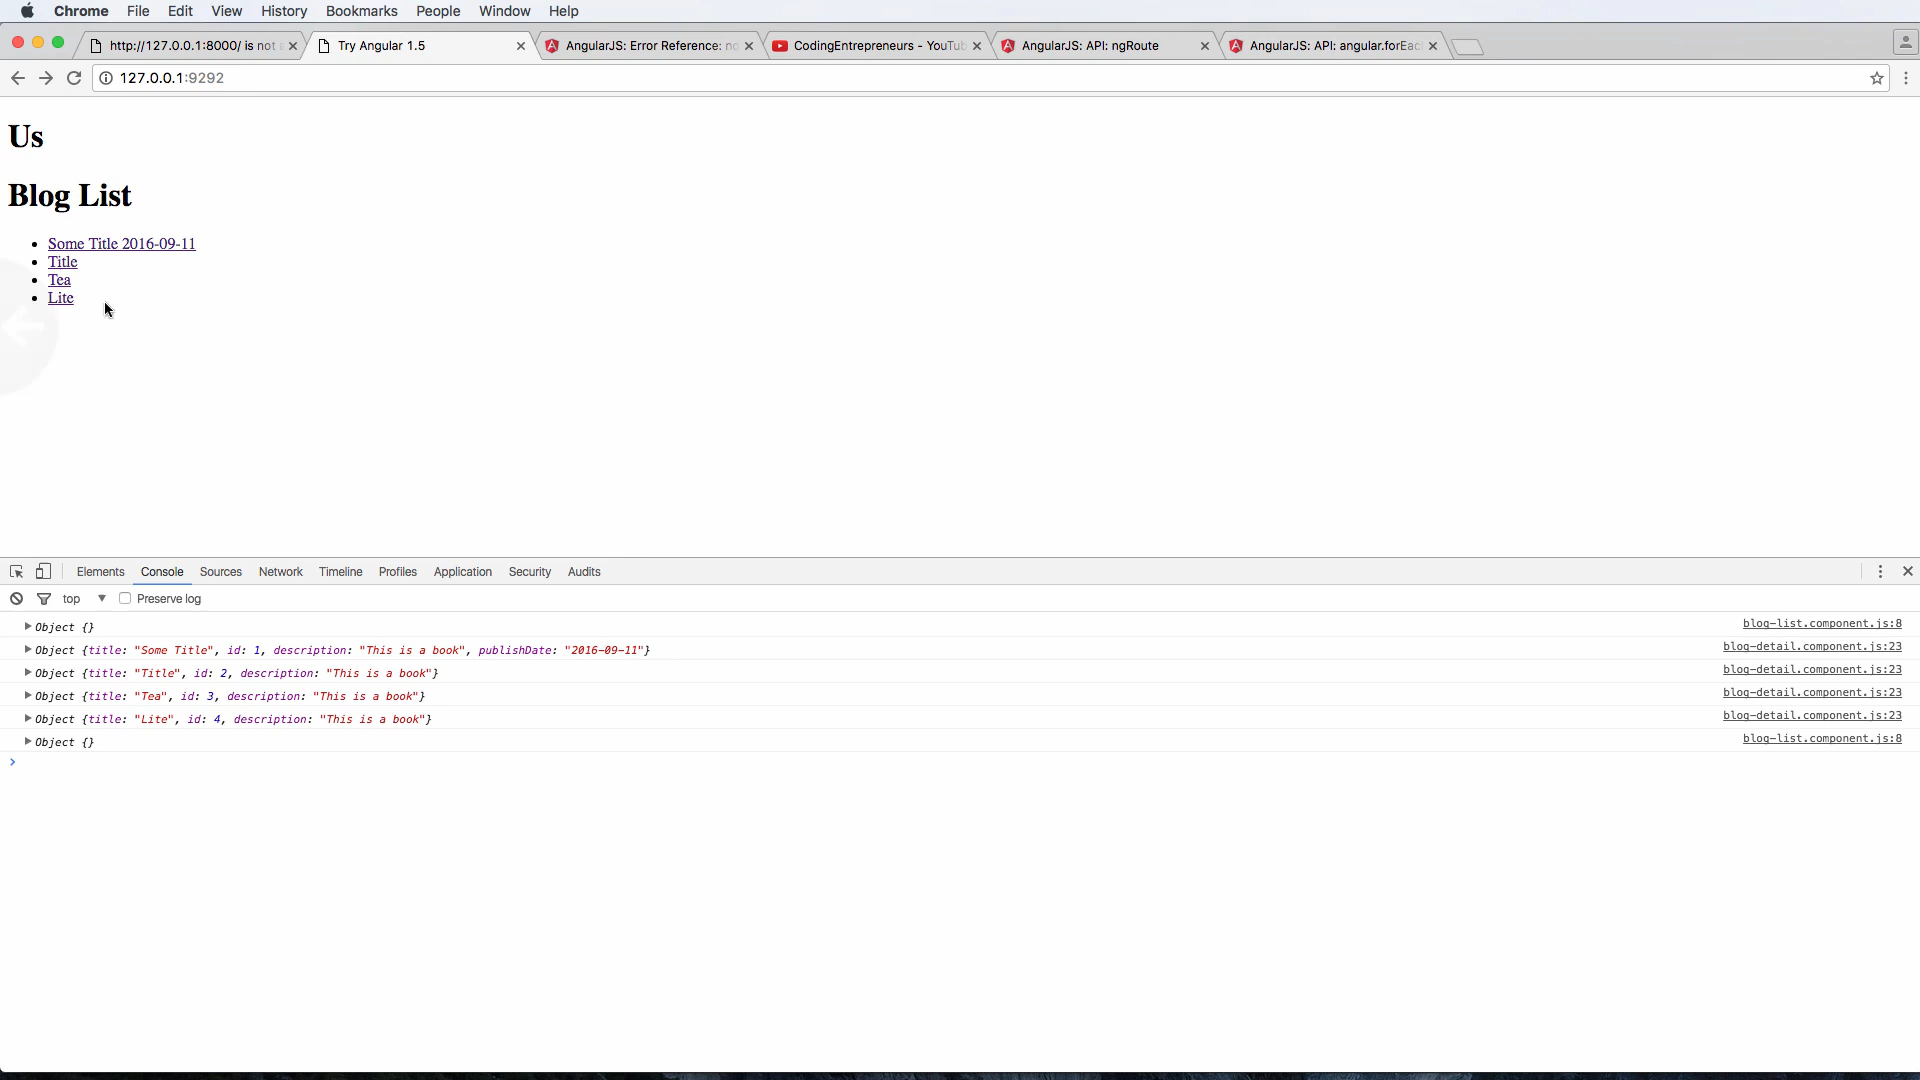 Chrome File Edit View History Bookmarks People Window Help
http://127.0.0.1:8000/ is not Try Angular 1.5 AngularJS: Error Reference: CodingEntrepreneurs - YouTub AngularJS: API: ngRoute AngularJS: API: angular.forEac
127.0.0.1:9292
Us
Blog List
Some Title 2016-09-11
Title
Tea
Lite
Elements Console Sources Network Timeline Profiles Application Security Audits
top Preserve log
Object {} blog-list.component.js:8
Object {title: "Some Title", id: 1, description: "This is a book", publishDate: "2016-09-11"} blog-detail.component.js:23
Object {title: "Title", id: 2, description: "This is a book"} blog-detail.component.js:23
Object {title: "Tea", id: 3, description: "This is a book"} blog-detail.component.js:23
Object {title: "Lite", id: 4, description: "This is a book"} blog-detail.component.js:23
Object {} blog-list.component.js:8